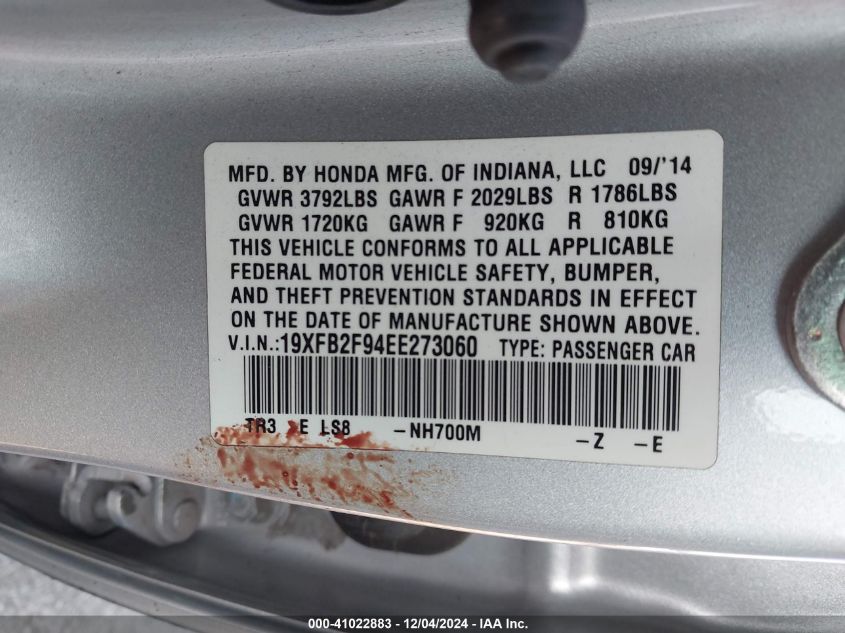 MFD. BY HONDA MFG. OF INDIANA, LLC 09/'14
GVWR 3792LBS GAWR F 2029LBS R 1786LBS
GVWR 1720KG GAWR F 920KG R 810KG
THIS VEHICLE CONFORMS TO ALL APPLICABLE
FEDERAL MOTOR VEHICLE SAFETY, BUMPER,
AND THEFT PREVENTION STANDARDS IN EFFECT
ON THE DATE OF MANUFACTURE SHOWN ABOVE.
V.I.N.:19XFB2F94EE273060 TYPE: PASSENGER CAR
TR3 E LS8 -NH700M -Z -E
000-41022883 - 12/04/2024 - IAA Inc.